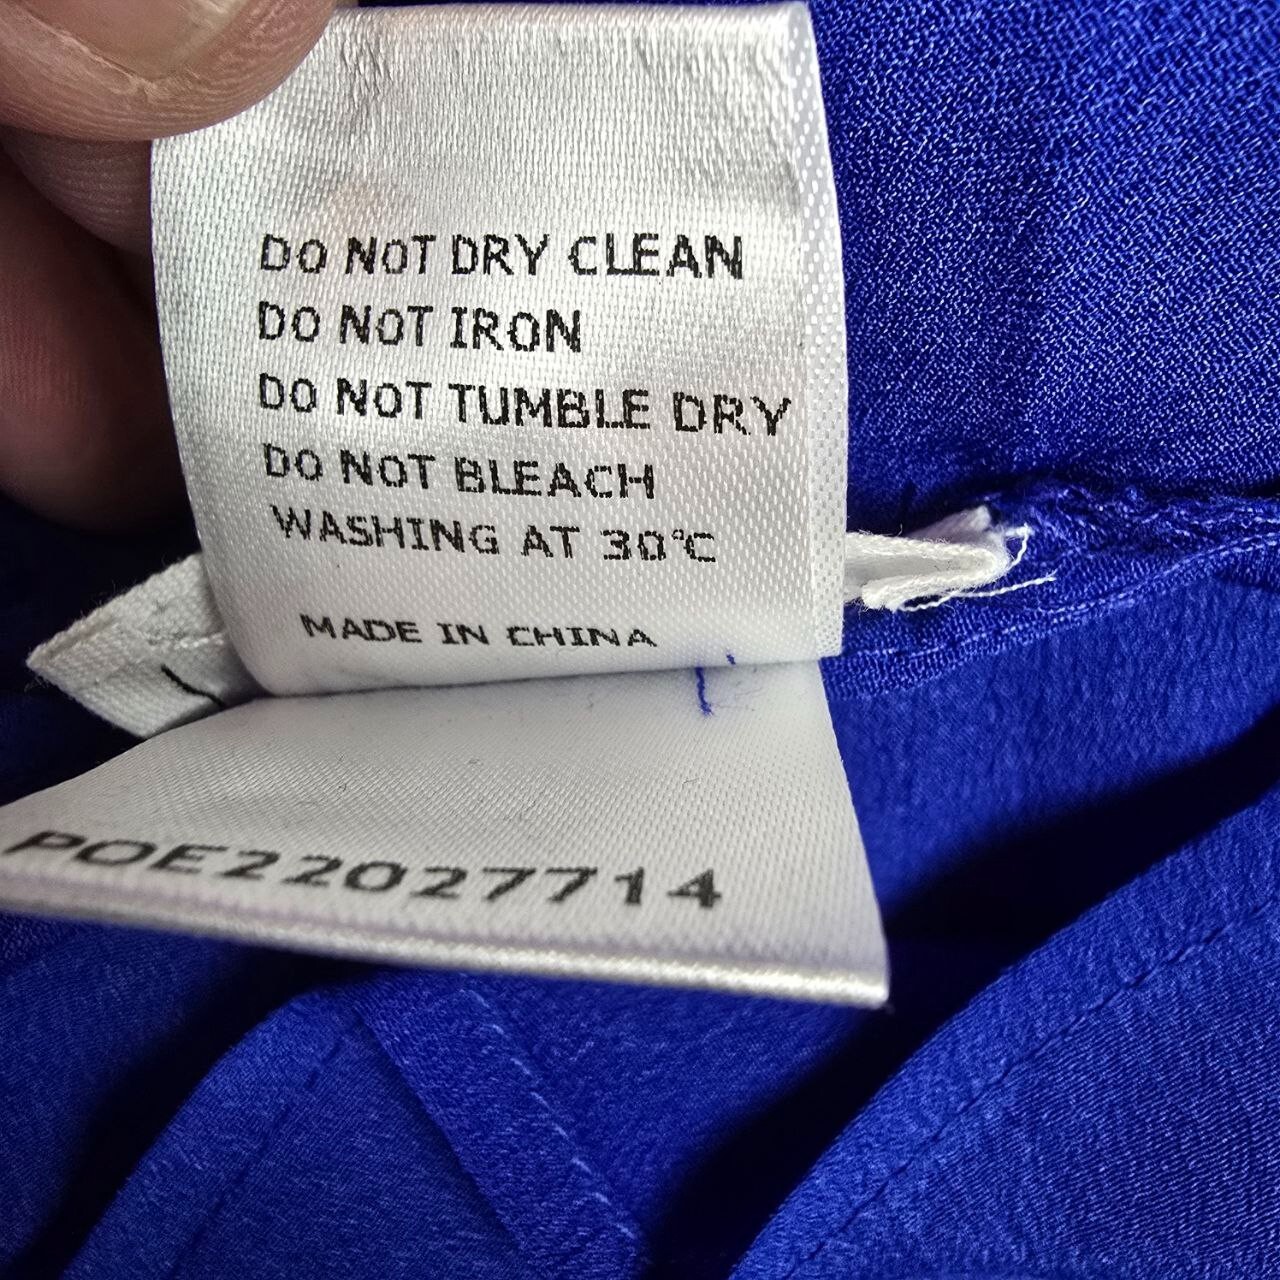 DO NOT DRY CLEAN
DO NOT IRON
DO NOT TUMBLE DRY
DO NOT BLEACH
WASHING AT 30°C
MADE IN CHINA
POE22027714